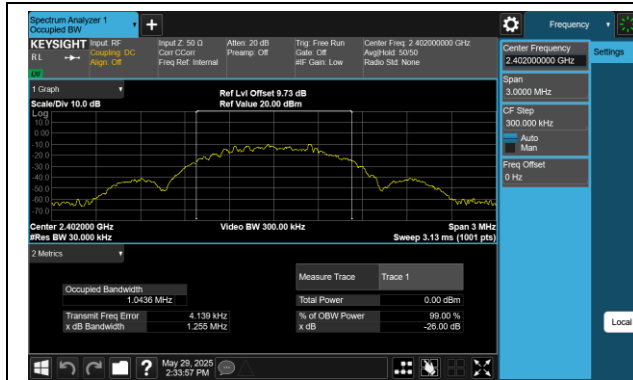 Spectrum Analyzer 1
Occupied BW
Frequency
KEYSIGHT
RL
Input: RF
Coupling: DC
Align: Off
Input Z: 50 Ω
Corr CCorr
Freq Ref: Internal
Atten: 20 dB
Preamp: Off
Trig: Free Run
Gate: Off
#IF Gain: Low
Center Freq: 2.402000000 GHz
Avg|Hold: 50/50
Radio Std: None
Center Frequency
2.402000000 GHz
Settings
Span
3.0000 MHz
CF Step
300.000 kHz
Auto
Man
Freq Offset
0 Hz
Local
1 Graph
Scale/Div 10.0 dB
Ref Lvl Offset 9.73 dB
Ref Value 20.00 dBm
Log
10.0
0.00
-10.0
-20.0
-30.0
-40.0
-50.0
-60.0
-70.0
Center 2.402000 GHz
#Res BW 30.000 kHz
Video BW 300.00 kHz
Span 3 MHz
Sweep 3.13 ms (1001 pts)
2 Metrics
Measure Trace Trace 1
Occupied Bandwidth
1.0436 MHz
Total Power 0.00 dBm
Transmit Freq Error 4.139 kHz
% of OBW Power 99.00 %
x dB Bandwidth 1.255 MHz
x dB -26.00 dB
May 29, 2025
2:33:57 PM